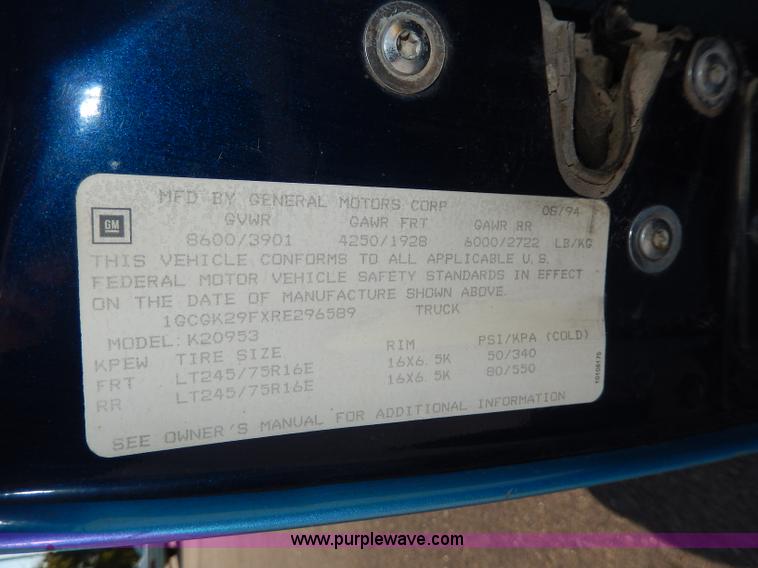 MFD BY GENERAL MOTORS CORP 06/94
GM
GVWR GAWR FRT GAWR RR
8600/3901 4250/1928 6000/2722 LB/KG
THIS VEHICLE CONFORMS TO ALL APPLICABLE U.S.
FEDERAL MOTOR VEHICLE SAFETY STANDARDS IN EFFECT
ON THE DATE OF MANUFACTURE SHOWN ABOVE.
1GCGK29FXRE296589 TRUCK
MODEL: K20953
KPEW TIRE SIZE RIM PSI/KPA (COLD)
FRT LT245/75R16E 16X6.5K 50/340
RR LT245/75R16E 16X6.5K 80/550
SEE OWNER'S MANUAL FOR ADDITIONAL INFORMATION
www.purplewave.com